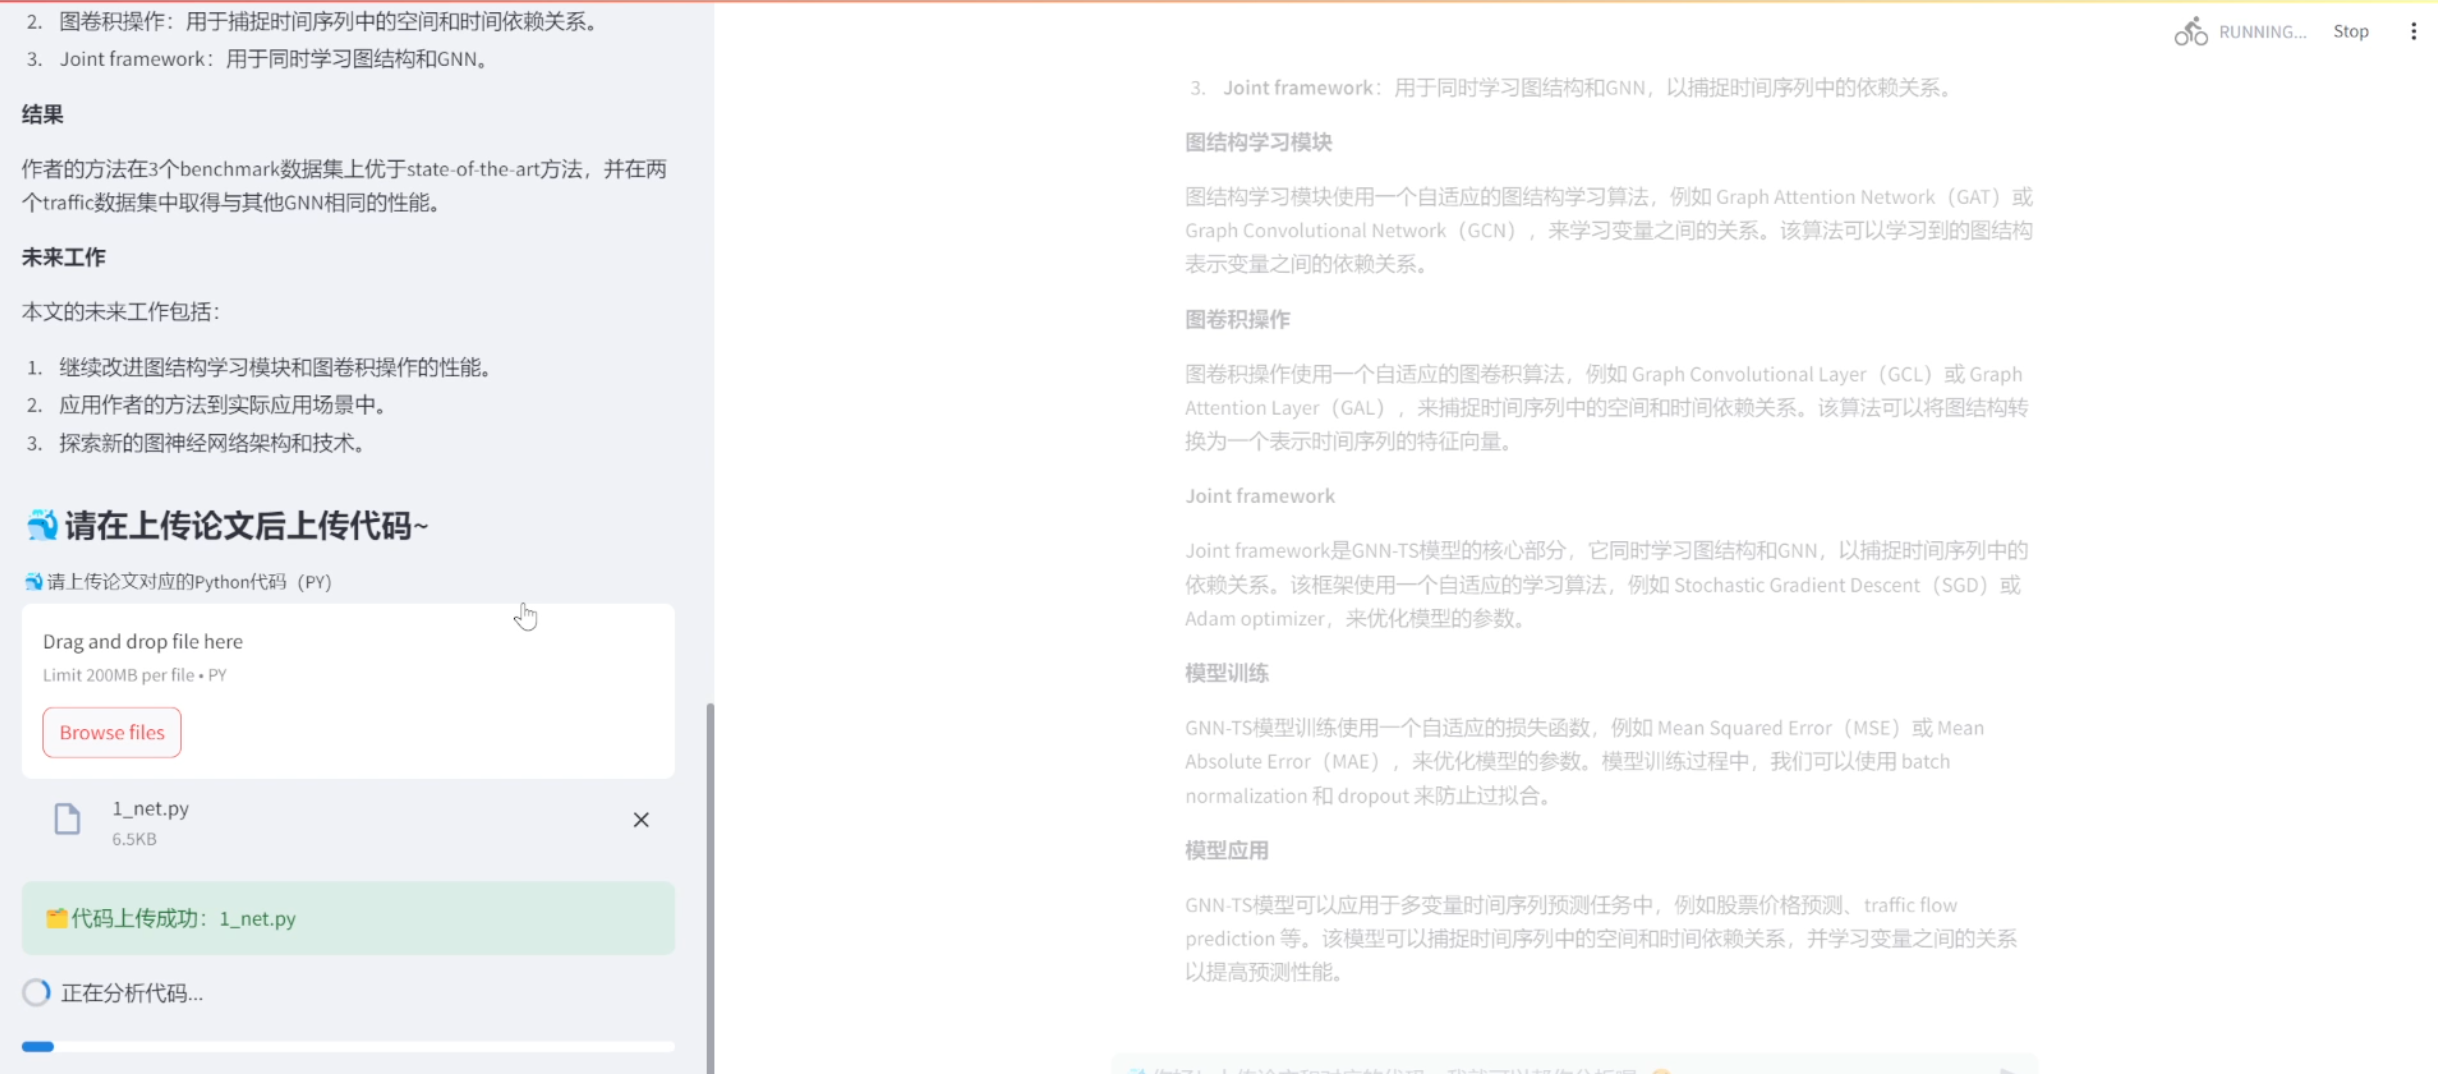 2. 图卷积操作：用于捕捉时间序列中的空间和时间依赖关系。
3. Joint framework：用于同时学习图结构和GNN。
结果
作者的方法在3个benchmark数据集上优于state-of-the-art方法，并在两
个traffic数据集中取得与其他GNN相同的性能。
未来工作
本文的未来工作包括：
1. 继续改进图结构学习模块和图卷积操作的性能。
2. 应用作者的方法到实际应用场景中。
3. 探索新的图神经网络架构和技术。
请在上传论文后上传代码~
请上传论文对应的Python代码（PY）
Drag and drop file here
Limit 200MB per file • PY
Browse files
1_net.py
6.5KB
代码上传成功：1_net.py
正在分析代码...
RUNNING...
Stop
3. Joint framework：用于同时学习图结构和GNN，以捕捉时间序列中的依赖关系。
图结构学习模块
图结构学习模块使用一个自适应的图结构学习算法，例如 Graph Attention Network（GAT）或
Graph Convolutional Network（GCN），来学习变量之间的关系。该算法可以学习到的图结构
表示变量之间的依赖关系。
图卷积操作
图卷积操作使用一个自适应的图卷积算法，例如 Graph Convolutional Layer（GCL）或 Graph
Attention Layer（GAL），来捕捉时间序列中的空间和时间依赖关系。该算法可以将图结构转
换为一个表示时间序列的特征向量。
Joint framework
Joint framework是GNN-TS模型的核心部分，它同时学习图结构和GNN，以捕捉时间序列中的
依赖关系。该框架使用一个自适应的学习算法，例如 Stochastic Gradient Descent（SGD）或
Adam optimizer，来优化模型的参数。
模型训练
GNN-TS模型训练使用一个自适应的损失函数，例如 Mean Squared Error（MSE）或 Mean
Absolute Error（MAE），来优化模型的参数。模型训练过程中，我们可以使用 batch
normalization 和 dropout 来防止过拟合。
模型应用
GNN-TS模型可以应用于多变量时间序列预测任务中，例如股票价格预测、traffic flow
prediction 等。该模型可以捕捉时间序列中的空间和时间依赖关系，并学习变量之间的关系
以提高预测性能。